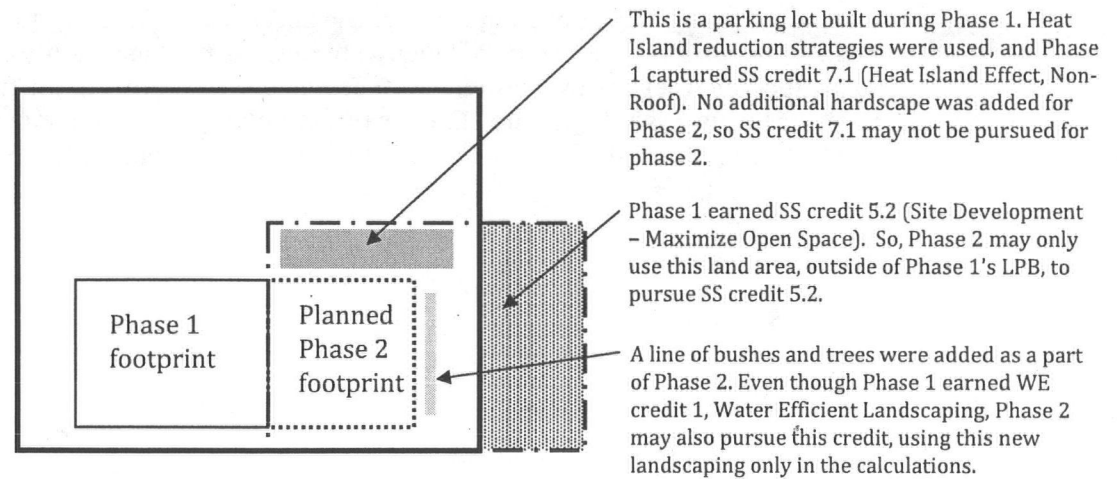 This is a parking lot built during Phase 1. Heat
Island reduction strategies were used, and Phase
1 captured SS credit 7.1 (Heat Island Effect, Non-
Roof).  No additional hardscape was added for
Phase 2, so SS credit 7.1 may not be pursued for
phase 2.
Phase 1 earned SS credit 5.2 (Site Development
– Maximize Open Space).  So, Phase 2 may only
use this land area, outside of Phase 1's LPB, to
pursue SS credit 5.2.
Phase 1
footprint
Planned
Phase 2
footprint
A line of bushes and trees were added as a part
of Phase 2. Even though Phase 1 earned WE
credit 1, Water Efficient Landscaping, Phase 2
may also pursue this credit, using this new
landscaping only in the calculations.